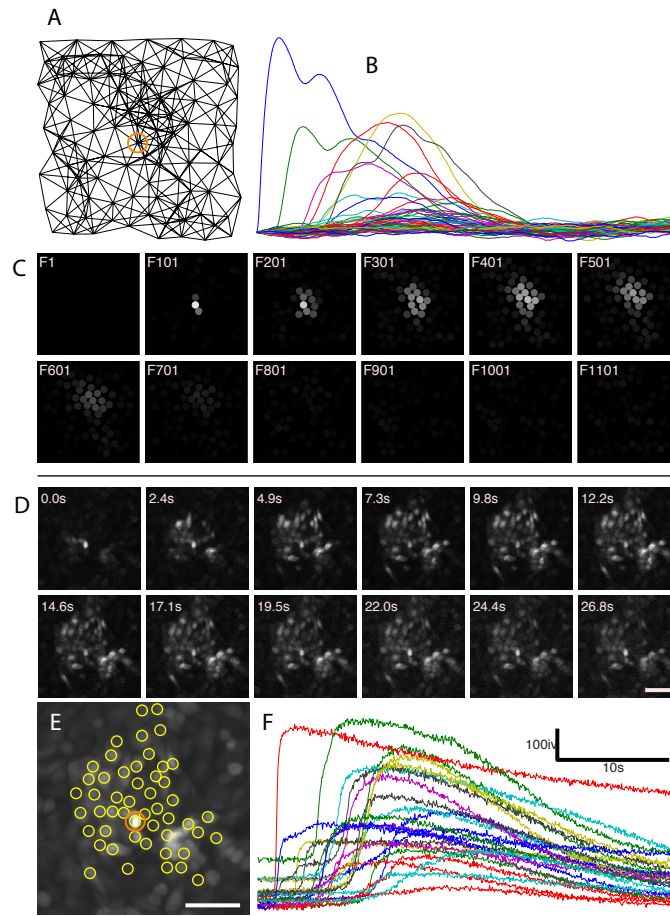 A
B
C
F1 F101 F201 F301 F401 F501
F601 F701 F801 F901 F1001 F1101
D
0.0s 2.4s 4.9s 7.3s 9.8s 12.2s
14.6s 17.1s 19.5s 22.0s 24.4s 26.8s
E F
100iv
10s